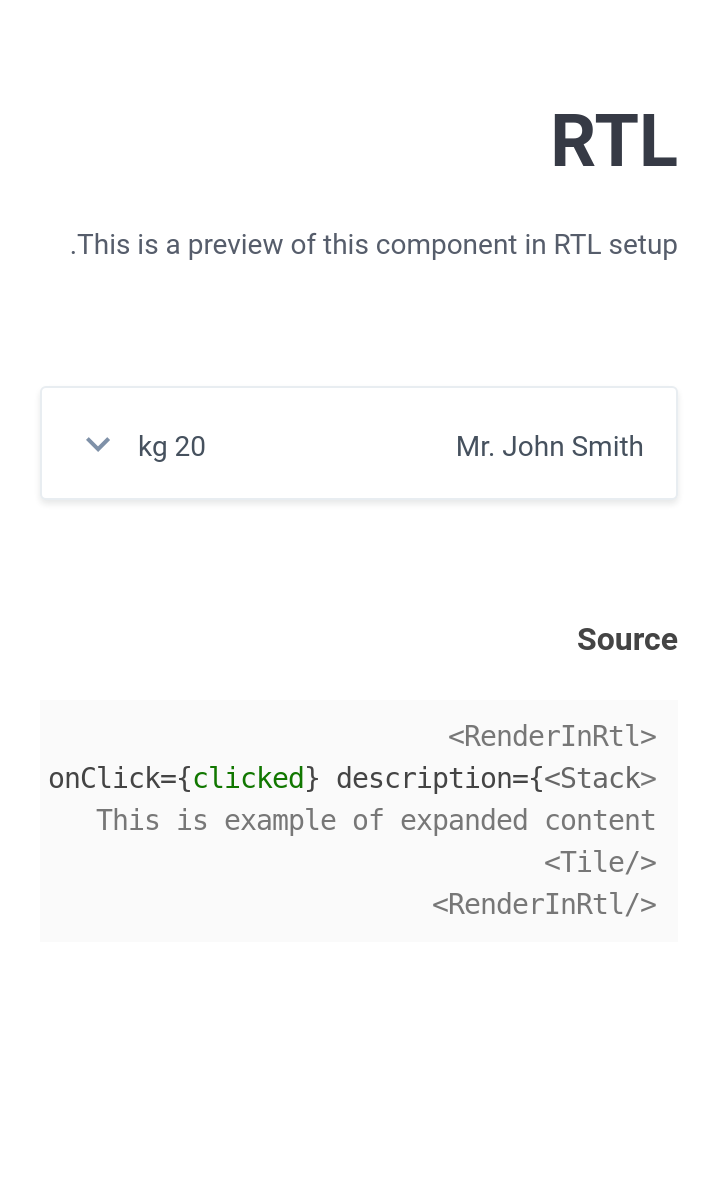 RTL
.This is a preview of this component in RTL setup
kg 20 Mr. John Smith
Source
<RenderInRtl>
onClick={clicked} description={<Stack>
This is example of expanded content
<Tile/>
<RenderInRtl/>